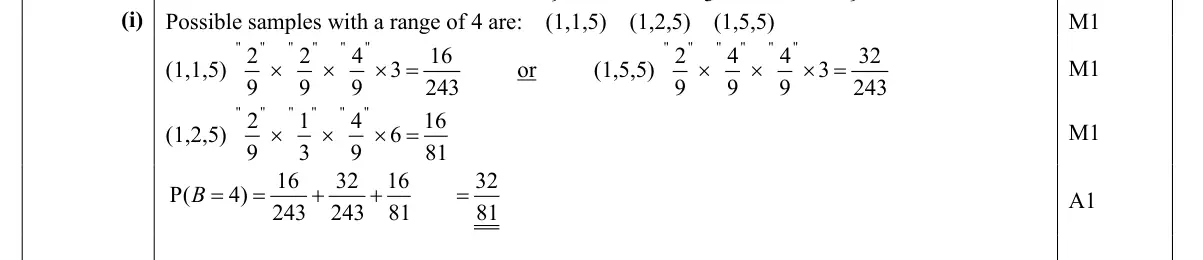 (i) Possible samples with a range of 4 are: (1,1,5) (1,2,5) (1,5,5) M1
(1,1,5) "2/9" × "2/9" × "4/9" × 3 = 16/243 or (1,5,5) "2/9" × "4/9" × "4/9" × 3 = 32/243 M1
(1,2,5) "2/9" × "1/3" × "4/9" × 6 = 16/81 M1
P(B = 4) = 16/243 + 32/243 + 16/81 = 32/81 A1